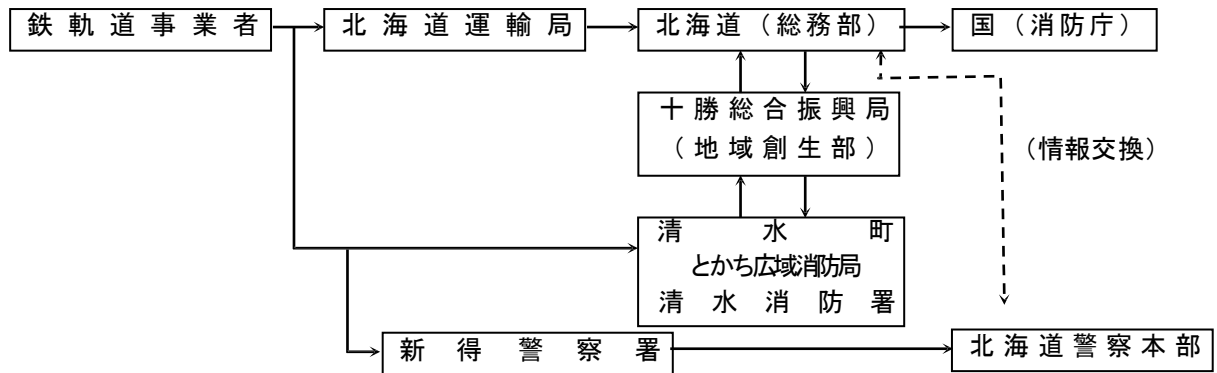 鉄軌道事業者
北海道運輸局
北海道(総務部)
国(消防庁)
十勝総合振興局
(地域創生部)
(情報交換)
清水町
とかち広域消防局
清水消防署
新得警察署
北海道警察本部